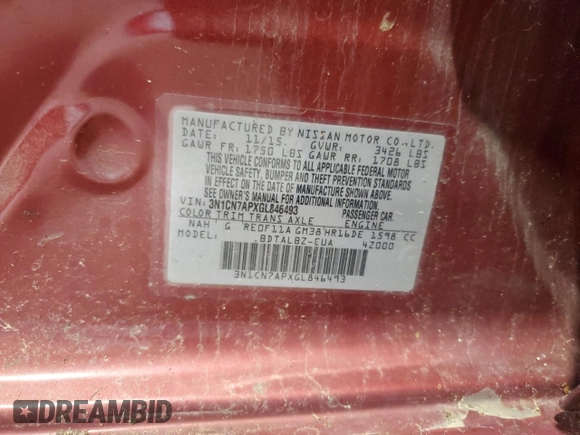 MANUFACTURED BY NISSAN MOTOR CO.,LTD.
DATE: 11/15. GVWR: 3426 LBS
GAWR FR: 1750 LBS GAWR RR: 1708 LBS
THIS VEHICLE CONFORMS TO ALL APPLICABLE FEDERAL MOTOR
VEHICLE SAFETY, BUMPER, AND THEFT PREVENTION STANDARDS
IN EFFECT ON THE DATE OF MANUFACTURE SHOWN ABOVE.
SEE OWNER'S MANUAL FOR ADDITIONAL INFORMATION.
VIN: 3N1CN7APXGL846493 PASSENGER CAR
COLOR TRIM TRANS AXLE ENGINE
NAH G RE0F11A GM38 HR16DE 1598 CC
MODEL: .BDTALBZ-EUA 4Z000
3N1CN7APXGL846493
DREAMBID